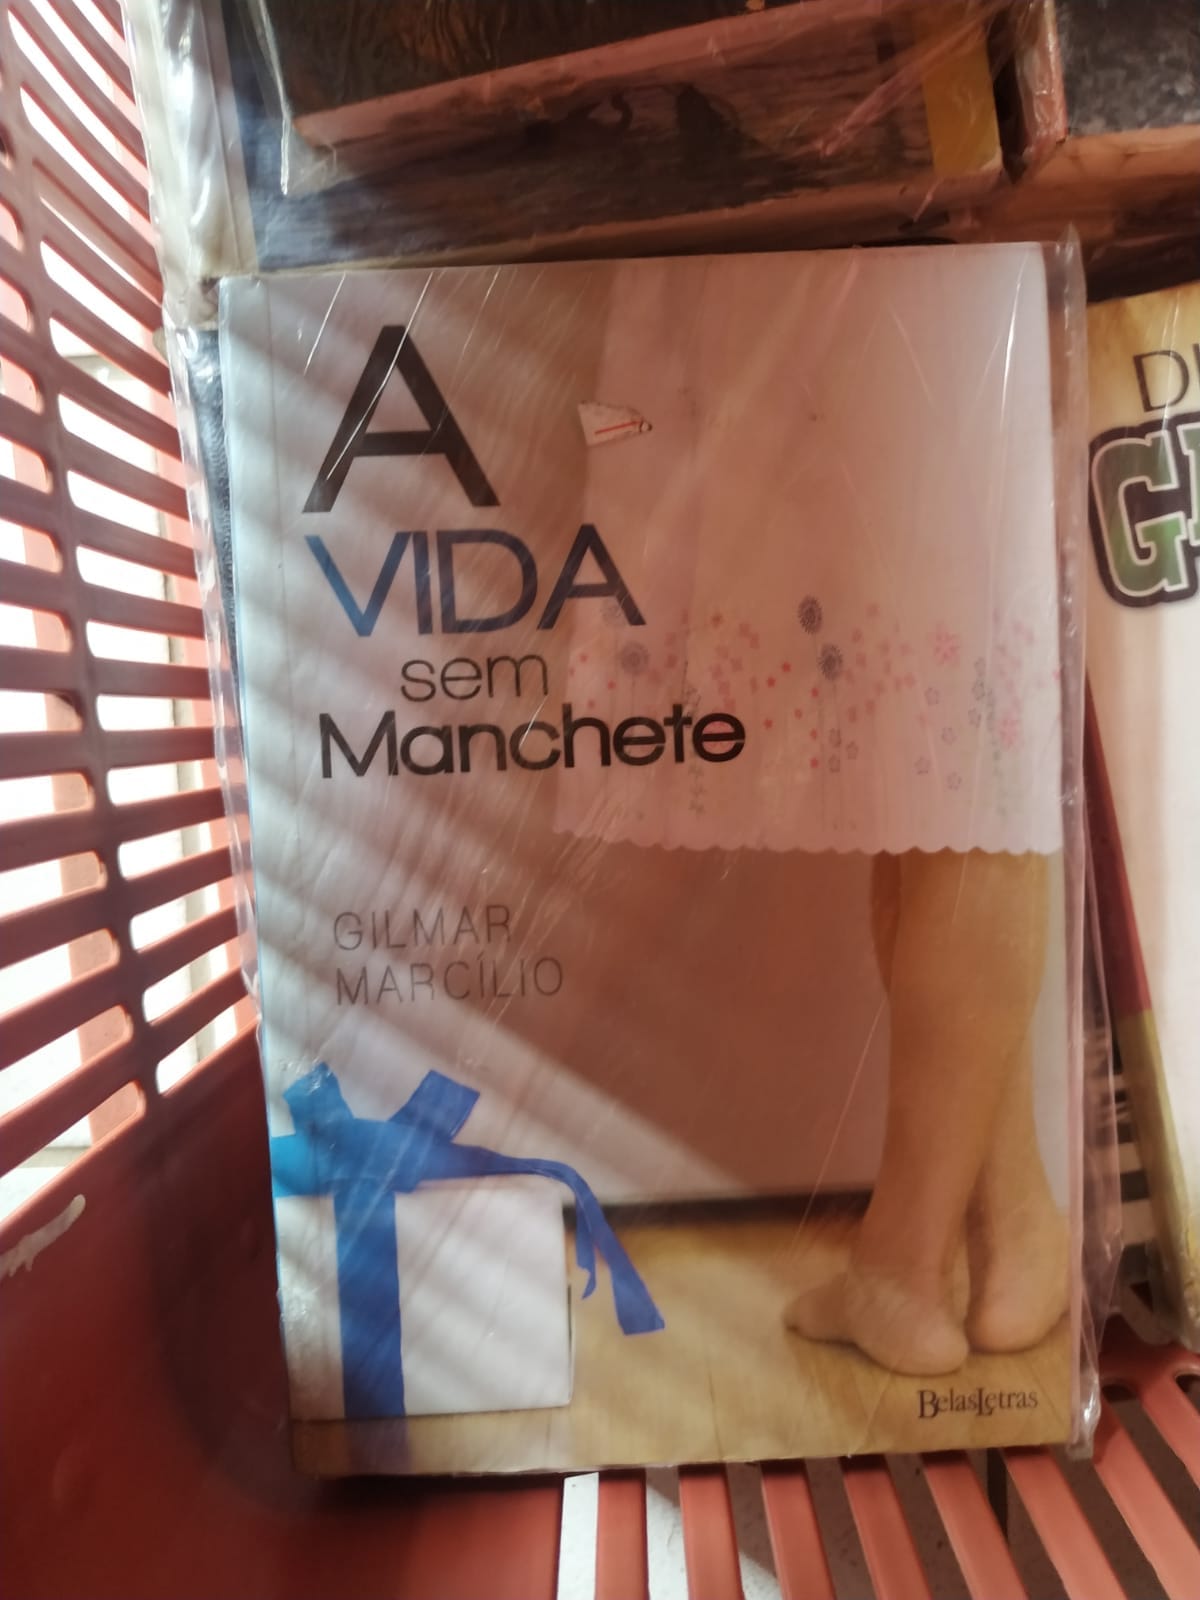 A
VIDA
sem
Manchete
GILMAR
MARCÍLIO
BelasLetras